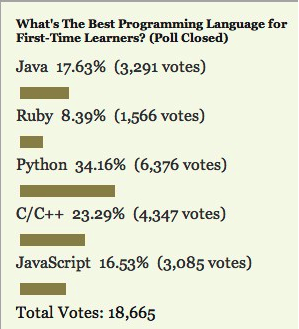 What's The Best Programming Language for
First-Time Learners? (Poll Closed)
Java 17.63% (3,291 votes)
Ruby 8.39% (1,566 votes)
Python 34.16% (6,376 votes)
C/C++ 23.29% (4,347 votes)
JavaScript 16.53% (3,085 votes)
Total Votes: 18,665